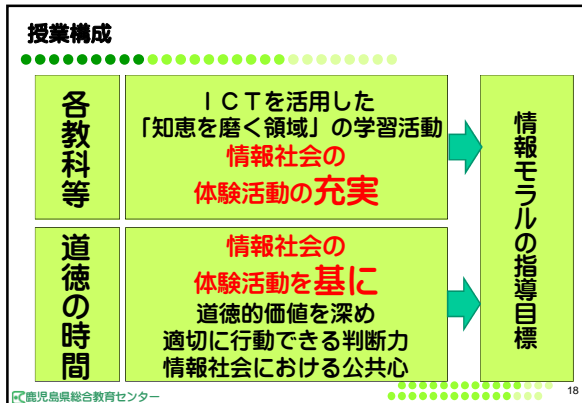 授業構成
各教科等
ＩＣＴを活用した
「知恵を磨く領域」の学習活動
情報社会の
体験活動の充実
道徳の時間
情報社会の
体験活動を基に
道徳的価値を深め
適切に行動できる判断力
情報社会における公共心
情報モラルの指導目標
鹿児島県総合教育センター
18